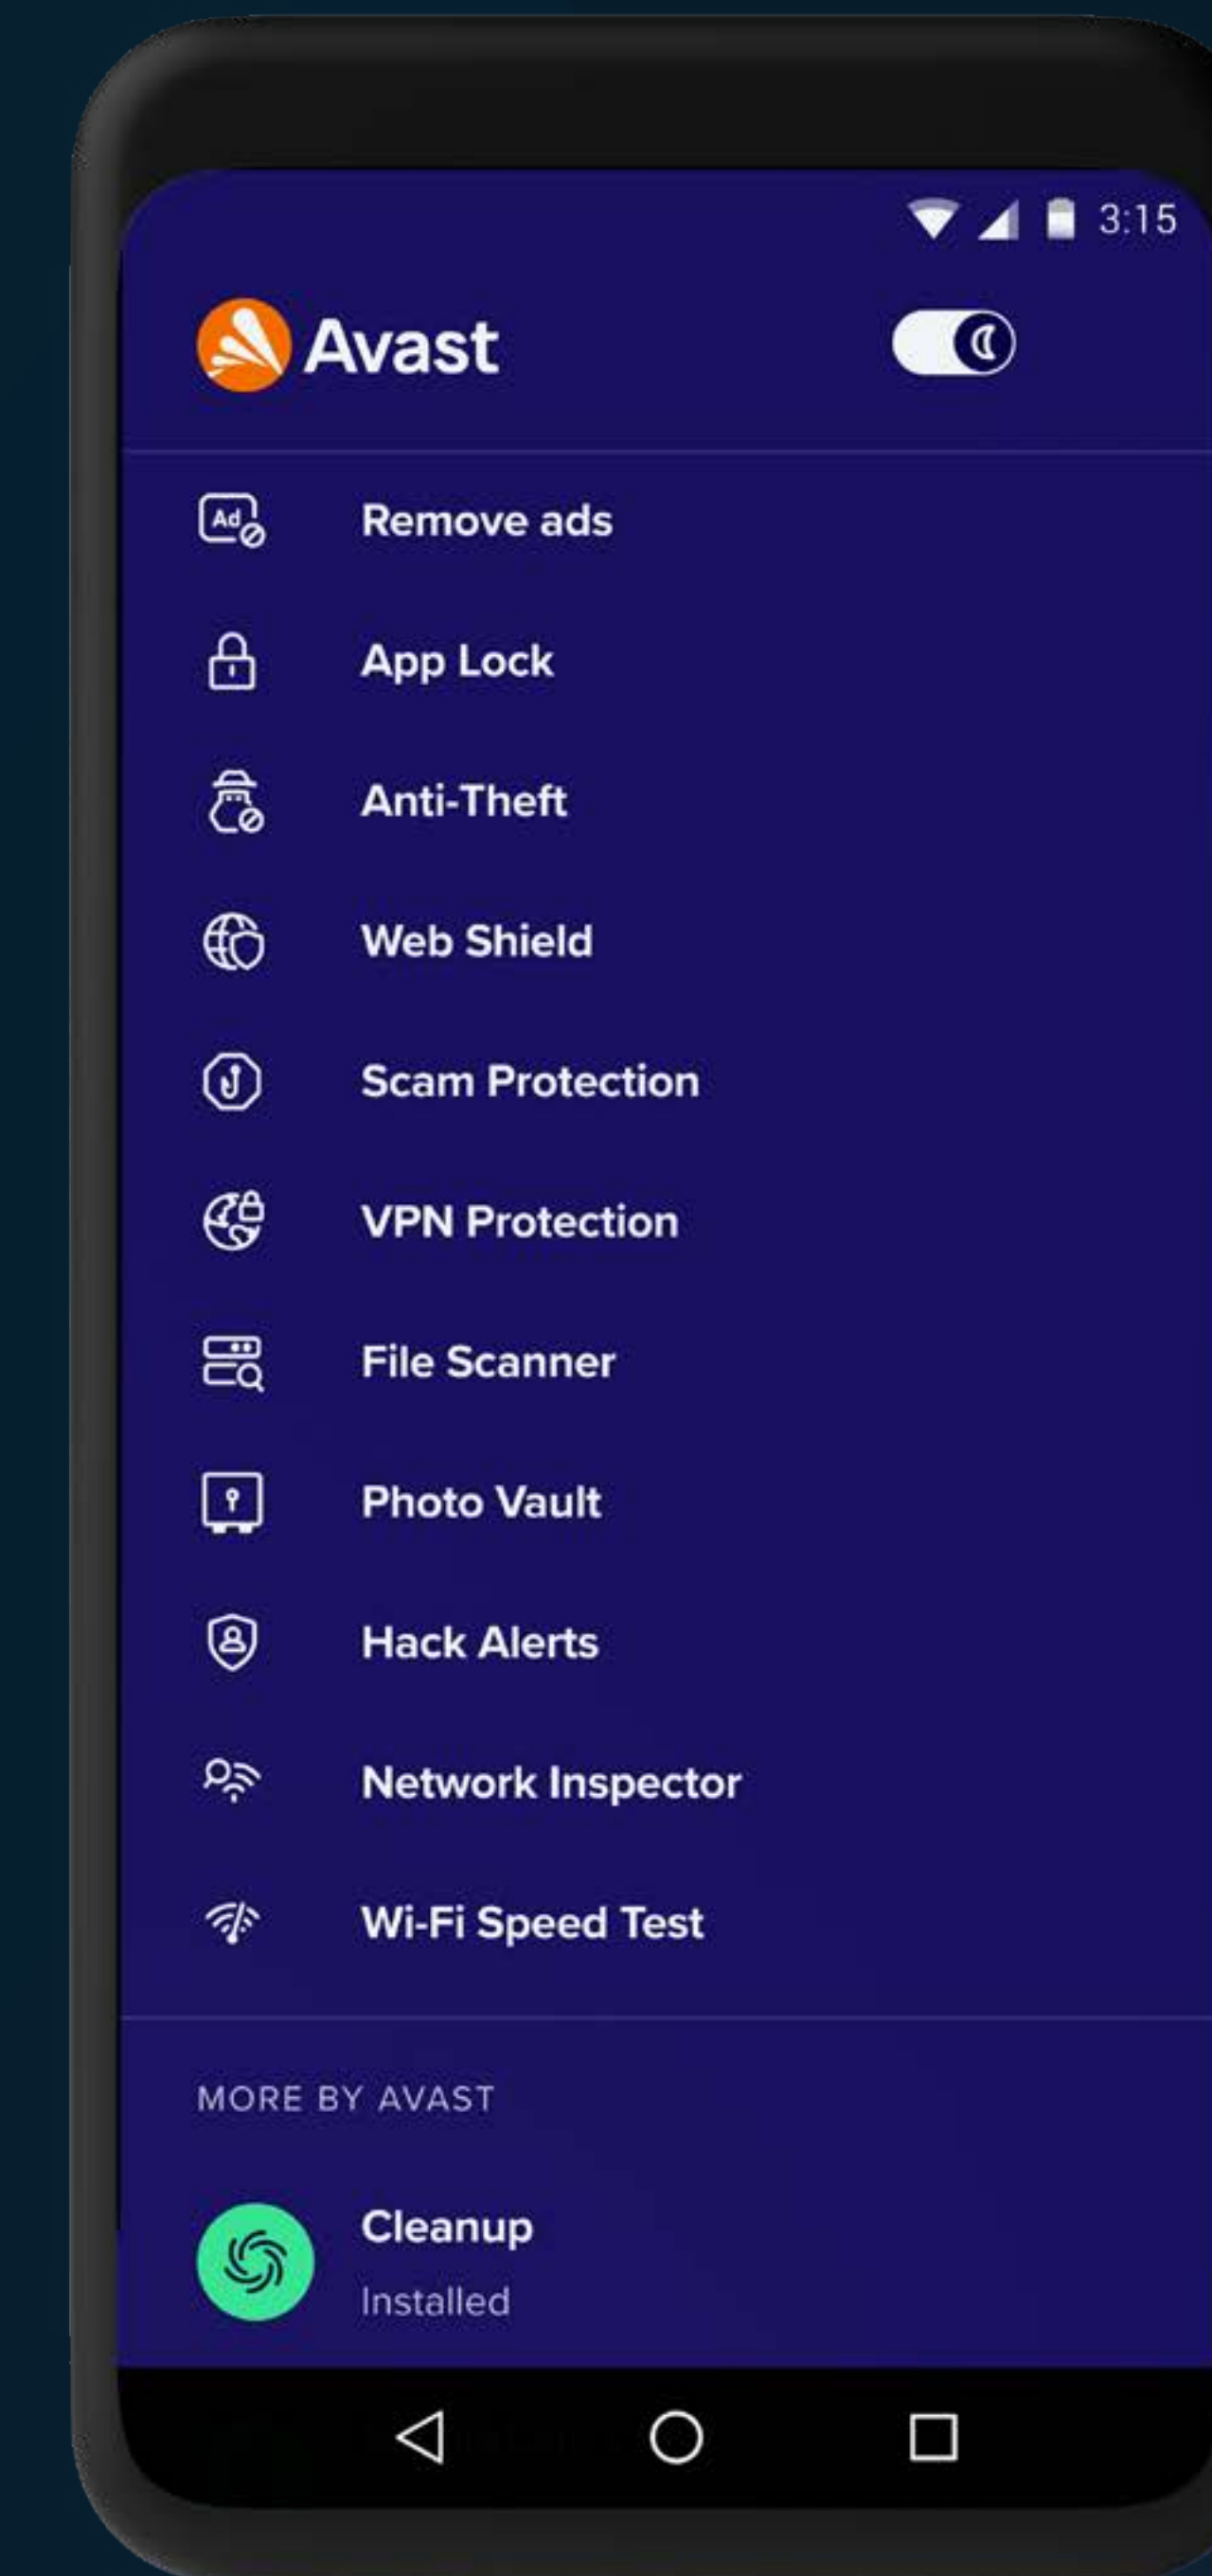 3:15
Avast
Ad
Remove ads
App Lock
Anti-Theft
Web Shield
Scam Protection
VPN Protection
File Scanner
Photo Vault
Hack Alerts
Network Inspector
Wi-Fi Speed Test
MORE BY AVAST
Cleanup
Installed